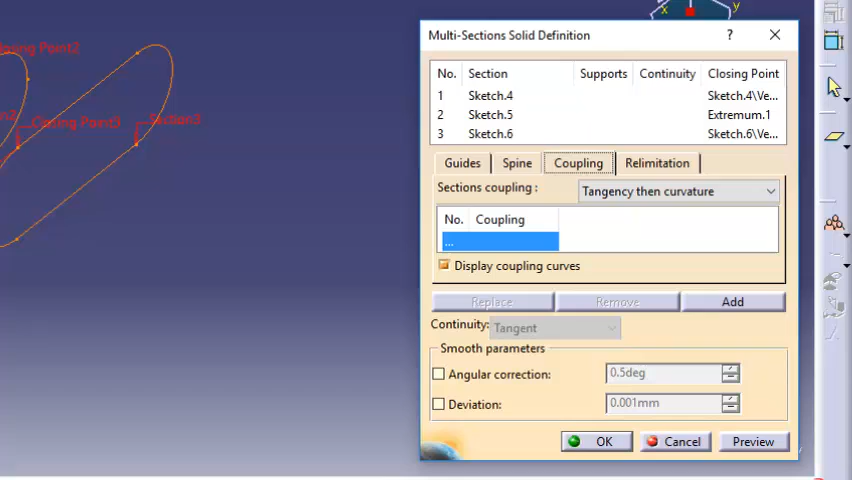 x y
Multi-Sections Solid Definition ?
Closing Point2
Closing Point3
Section3
No. Section Supports Continuity Closing Point
1 Sketch.4 Sketch.4\Ve...
2 Sketch.5 Extremum.1
3 Sketch.6 Sketch.6\Ve...
Guides Spine Coupling Relimitation
Sections coupling : Tangency then curvature
No. Coupling
...
Display coupling curves
Replace Remove Add
Continuity: Tangent
Smooth parameters
Angular correction: 0.5deg
Deviation: 0.001mm
OK Cancel Preview